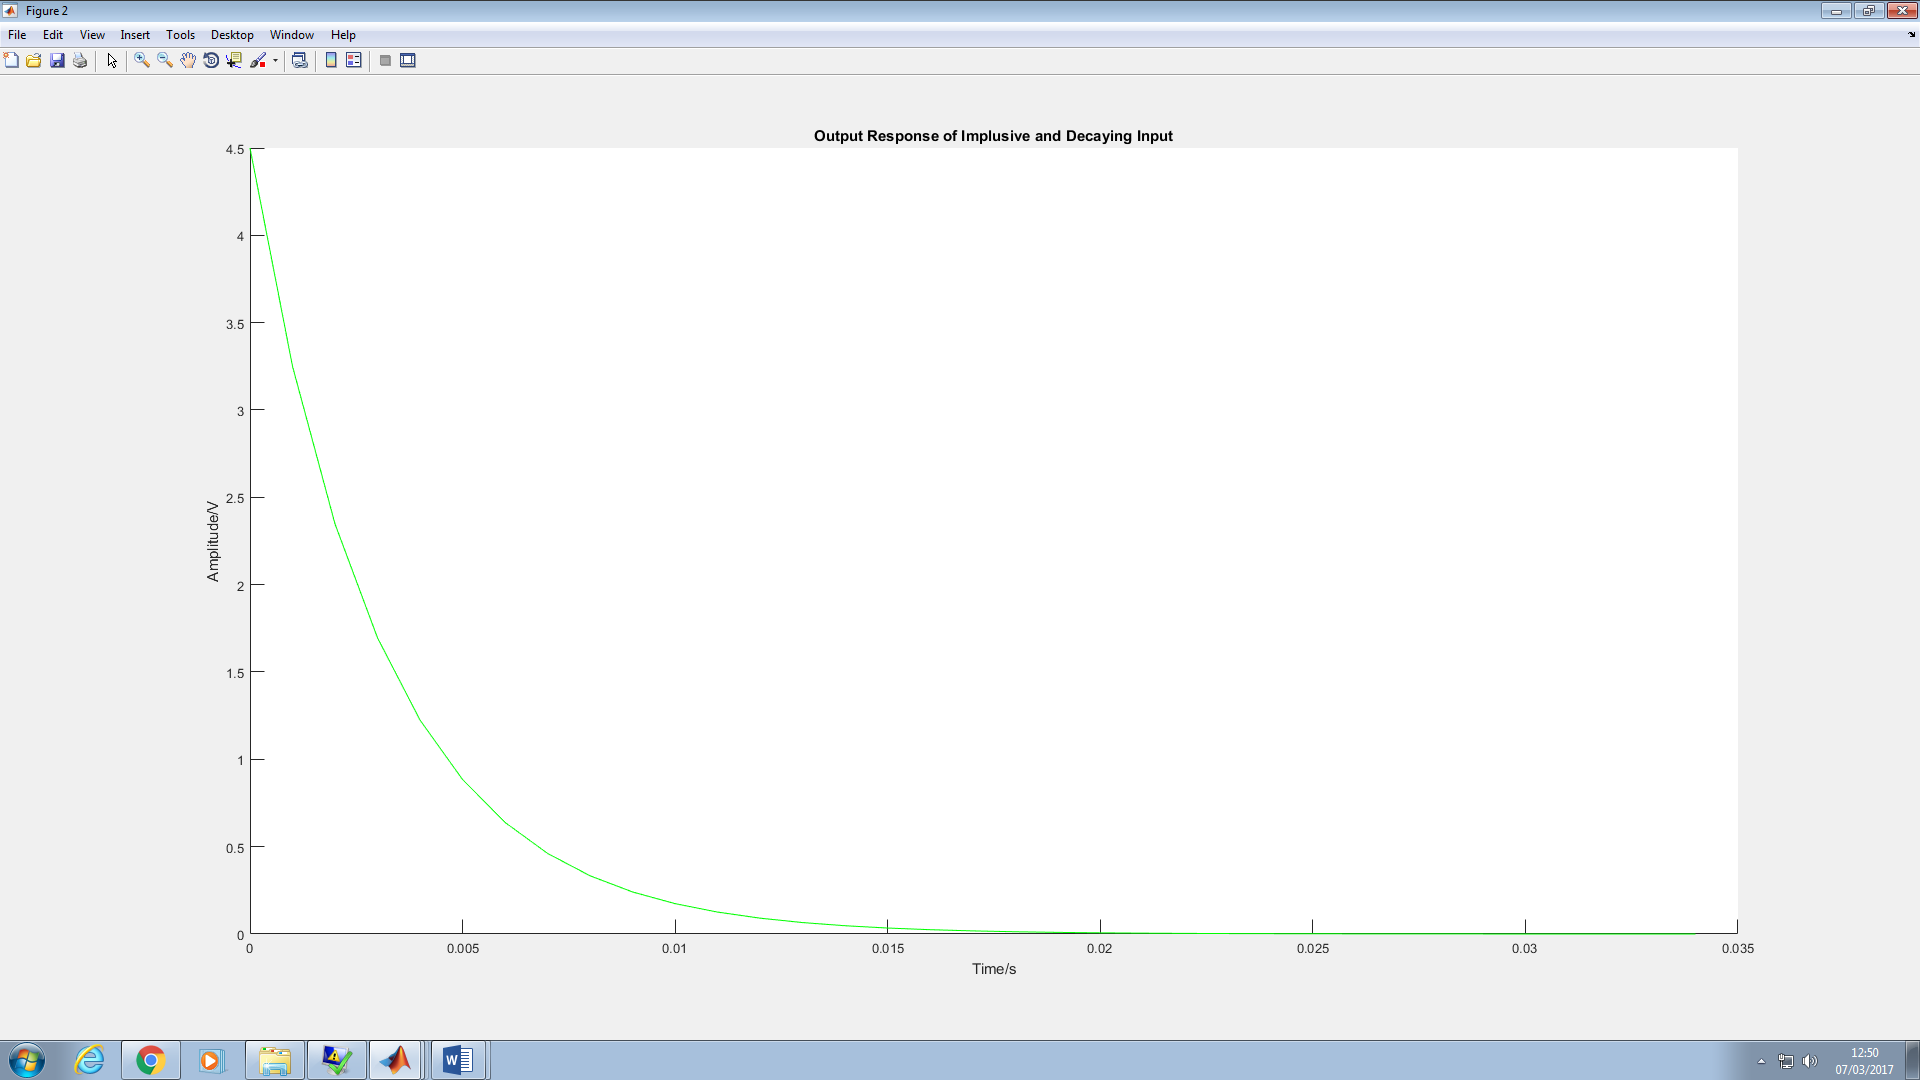 Figure 2
File Edit View Insert Tools Desktop Window Help
Output Response of Implusive and Decaying Input
4.5
4
3.5
3
2.5
2
1.5
1
0.5
0
Amplitude/V
0 0.005 0.01 0.015 0.02 0.025 0.03 0.035
Time/s
W
12:50
07/03/2017